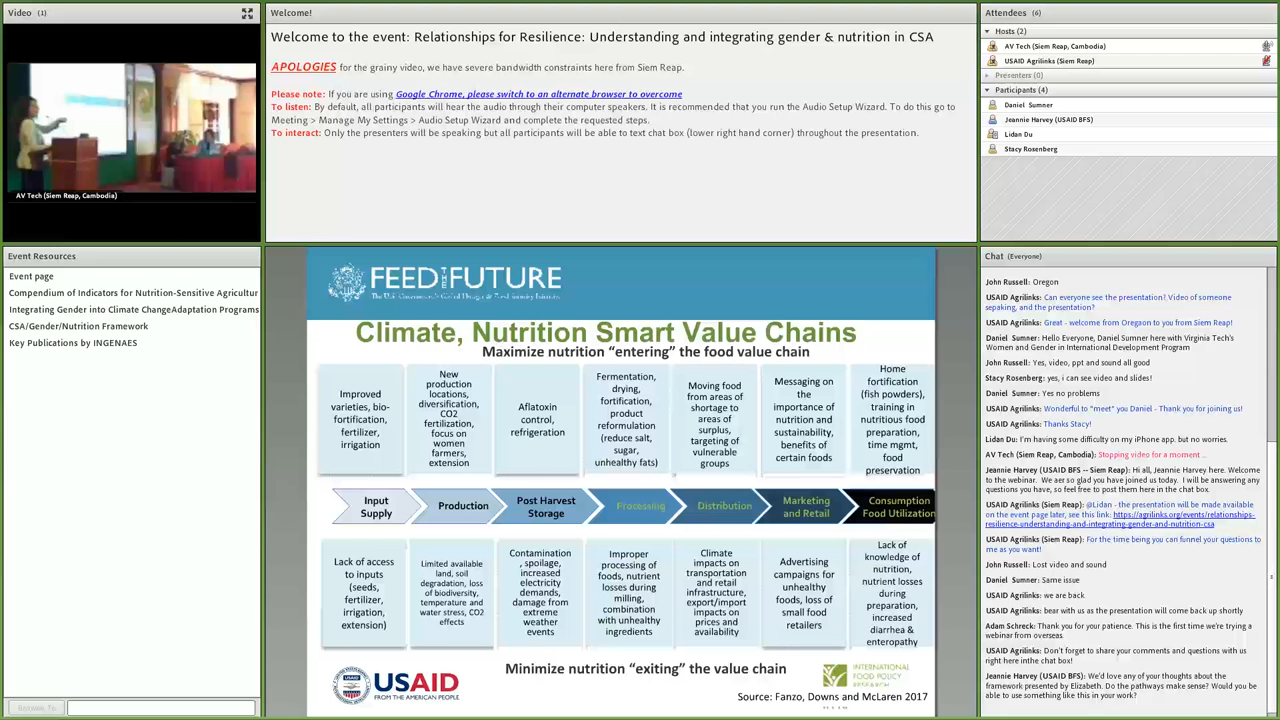 Video (1)
AV Tech (Siem Reap, Cambodia)
Welcome!
Welcome to the event: Relationships for Resilience: Understanding and integrating gender & nutrition in CSA
APOLOGIES for the grainy video, we have severe bandwidth constraints here from Siem Reap.
Please note: If you are using Google Chrome, please switch to an alternate browser to overcome
To listen: By default, all participants will hear the audio through their computer speakers. It is recommended that you run the Audio Setup Wizard. To do this go to
Meeting > Manage My Settings > Audio Setup Wizard and complete the requested steps.
To interact: Only the presenters will be speaking but all participants will be able to text chat box (lower right hand corner) throughout the presentation.
Attendees (6)
Hosts (2)
AV Tech (Siem Reap, Cambodia)
USAID Agrilinks (Siem Reap)
Presenters (0)
Participants (4)
Daniel Sumner
Jeannie Harvey (USAID BFS)
Lidan Du
Stacy Rosenberg
Event Resources
Event page
Compendium of Indicators for Nutrition-Sensitive Agricultur
Integrating Gender into Climate ChangeAdaptation Programs
CSA/Gender/Nutrition Framework
Key Publications by INGENAES
Browse To
FEED THE FUTURE
The U.S. Government's Global Hunger & Food Security Initiative
Climate, Nutrition Smart Value Chains
Maximize nutrition “entering” the food value chain
Improved
varieties, bio-
fortification,
fertilizer,
irrigation
New
production
locations,
diversification,
CO2
fertilization,
focus on
women
farmers,
extension
Aflatoxin
control,
refrigeration
Fermentation,
drying,
fortification,
product
reformulation
(reduce salt,
sugar,
unhealthy fats)
Moving food
from areas of
shortage to
areas of
surplus,
targeting of
vulnerable
groups
Messaging on
the
importance of
nutrition and
sustainability,
benefits of
certain foods
Home
fortification
(fish powders),
training in
nutritious food
preparation,
time mgmt,
food
preservation
Input
Supply
Production
Post Harvest
Storage
Processing
Distribution
Marketing
and Retail
Consumption
Food Utilization
Lack of access
to inputs
(seeds,
fertilizer,
irrigation,
extension)
Limited available
land, soil
degradation, loss
of biodiversity,
temperature and
water stress, CO2
effects
Contamination
, spoilage,
increased
electricity
demands,
damage from
extreme
weather
events
Improper
processing of
foods, nutrient
losses during
milling,
combination
with unhealthy
ingredients
Climate
impacts on
transportation
and retail
infrastructure,
export/import
impacts on
prices and
availability
Advertising
campaigns for
unhealthy
foods, loss of
small food
retailers
Lack of
knowledge of
nutrition,
nutrient losses
during
preparation,
increased
diarrhea &
enteropathy
Minimize nutrition “exiting” the value chain
USAID
FROM THE AMERICAN PEOPLE
INTERNATIONAL
FOOD POLICY
RESEARCH
Source: Fanzo, Downs and McLaren 2017
Chat (Everyone)
John Russell: Oregon
USAID Agrilinks: Can everyone see the presentation! Video of someone
sepaking, and the presentation?
USAID Agrilinks: Great - welcome from Oregaon to you from Siem Reap!
Daniel Sumner: Hello Everyone, Daniel Sumner here with Virginia Tech's
Women and Gender in International Development Program
John Russell: Yes, video, ppt and sound all good
Stacy Rosenberg: yes, i can see video and slides!
Daniel Sumner: Yes no problems
USAID Agrilinks: Wonderful to "meet" you Daniel - Thank you for joining us!
USAID Agrilinks: Thanks Stacy!
Lidan Du: I'm having some difficulty on my iPhone app. but no worries.
AV Tech (Siem Reap, Cambodia): Stopping video for a moment ...
Jeannie Harvey (USAID BFS -- Siem Reap): Hi all, Jeannie Harvey here. Welcome
to the webinar. We aer so glad you have joined us today. I will be answering any
questions you have, so feel free to post them here in the chat box.
USAID Agrilinks (Siem Reap): @Lidan - the presentation will be made available
on the event page later, see this link: https://agrilinks.org/events/relationships-
resilience-understanding-and-integrating-gender-and-nutrition-csa
USAID Agrilinks (Siem Reap): For the time being you can funnel your questions to
me as you want!
John Russell: Lost video and sound
Daniel Sumner: Same issue
USAID Agrilinks: we are back
USAID Agrilinks: bear with us as the presentation will come back up shortly
Adam Schreck: Thank you for your patience. This is the first time we're trying a
webinar from overseas.
USAID Agrilinks: Don't forget to share your comments and questions with us
right here inthe chat box!
Jeannie Harvey (USAID BFS): We'd love any of your thoughts about the
framework presented by Elizabeth. Do the pathways make sense? Would you be
able to use something like this in your work?